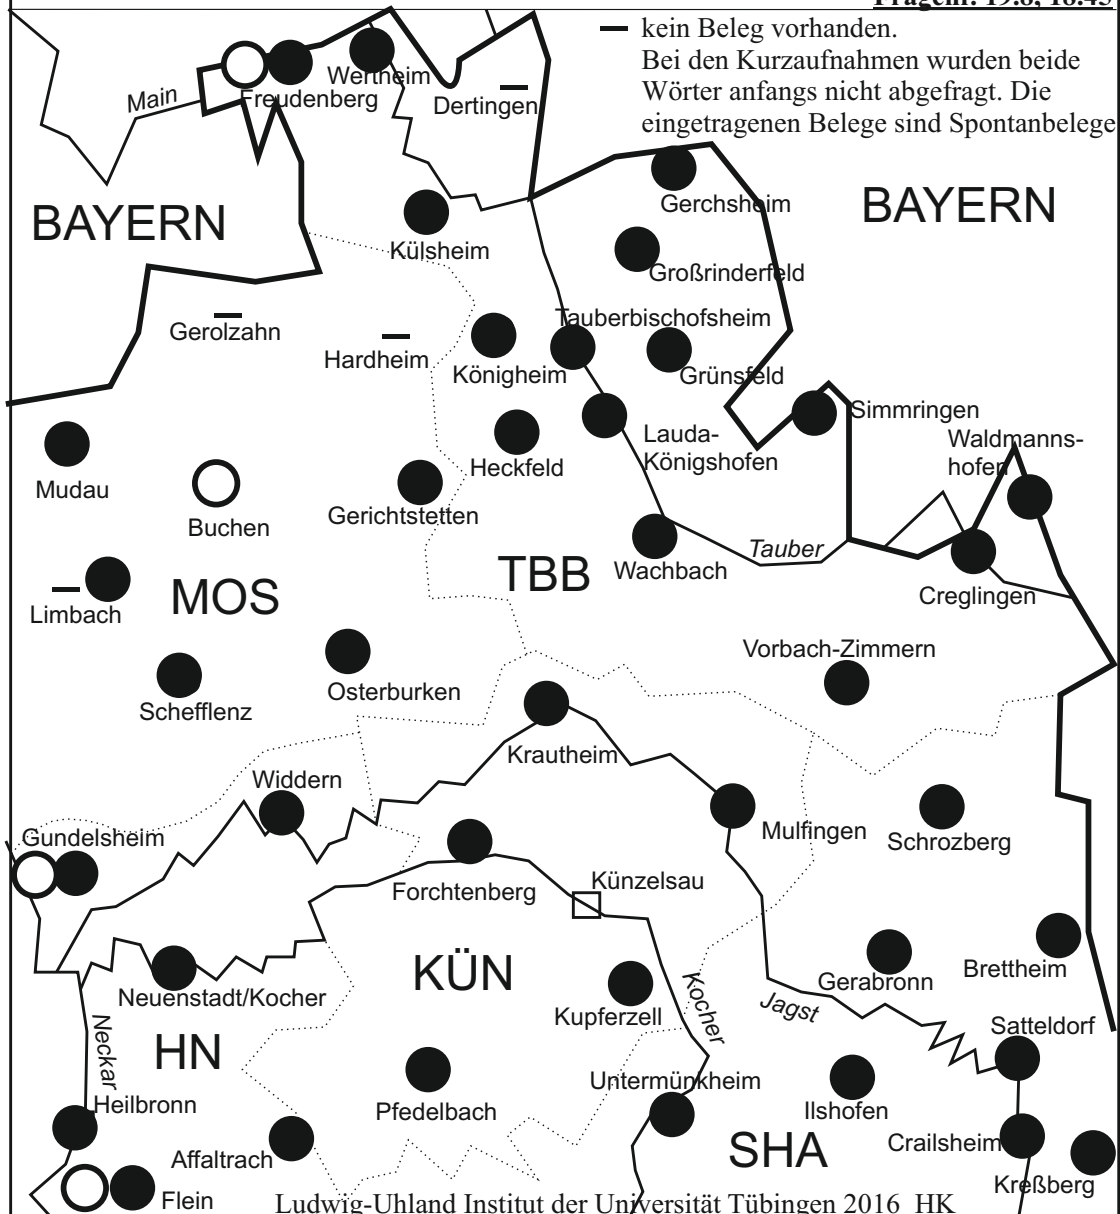 Fragenr. 19.8, 18.43
kein Beleg vorhanden.
Bei den Kurzaufnahmen wurden beide
Wörter anfangs nicht abgefragt. Die
eingetragenen Belege sind Spontanbelege
Wertheim
Main
Freudenberg
Dertingen
BAYERN
BAYERN
Gerchsheim
Külsheim
Großrinderfeld
Gerolzahn
Tauberbischofsheim
Hardheim
Königheim
Grünsfeld
Simmringen
Lauda-
Königshofen
Waldmanns-
hofen
Heckfeld
Mudau
Buchen
Gerichtstetten
Tauber
TBB
Wachbach
MOS
Creglingen
Limbach
Vorbach-Zimmern
Osterburken
Schefflenz
Krautheim
Widdern
Mulfingen
Gundelsheim
Schrozberg
Künzelsau
Forchtenberg
KÜN
Gerabronn
Brettheim
Neuenstadt/Kocher
Kupferzell
Kocher
Jagst
Satteldorf
Neckar
HN
Untermünkheim
Heilbronn
Pfedelbach
Ilshofen
Crailsheim
SHA
Affaltrach
Kreßberg
Flein
Ludwig-Uhland Institut der Universität Tübingen 2016 HK